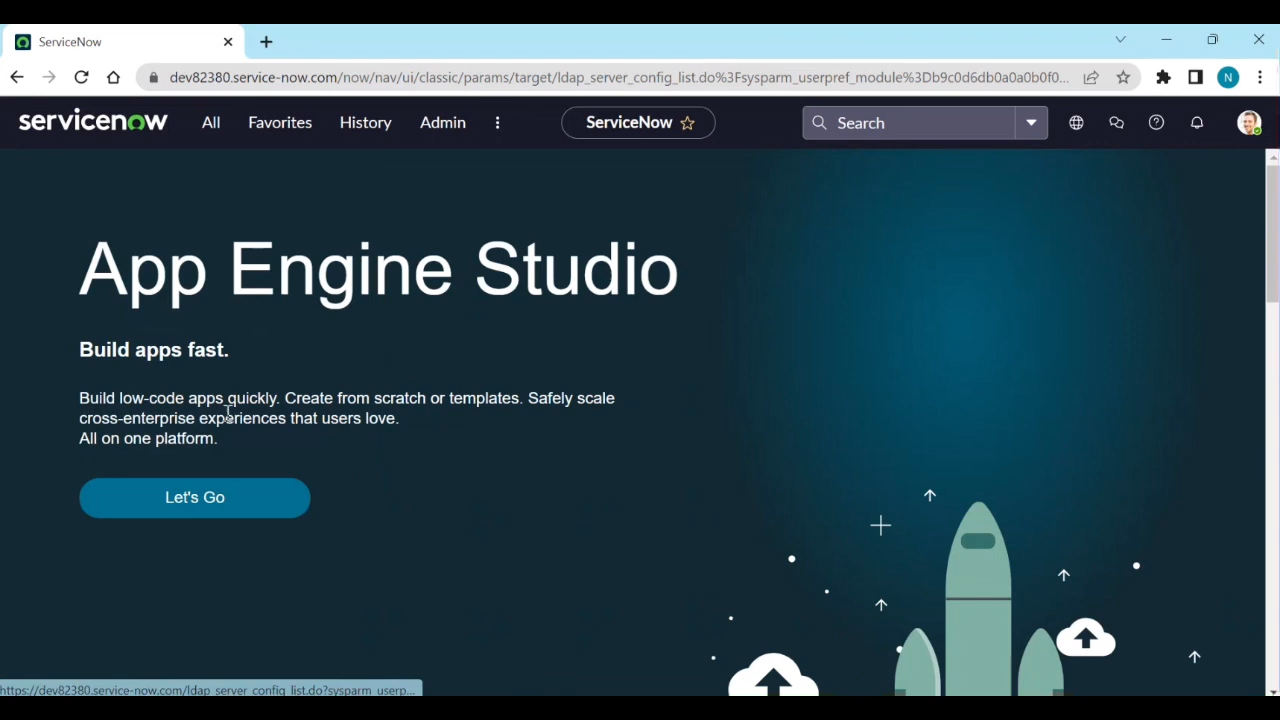 ServiceNow
dev82380.service-now.com/now/nav/ui/classic/params/target/ldap_server_config_list.do%3Fsysparm_userpref_module%3Db9c0d6db0a0a0b0f0...
N
servicenow All Favorites History Admin ServiceNow Search
App Engine Studio
Build apps fast.
Build low-code apps quickly. Create from scratch or templates. Safely scale
cross-enterprise experiences that users love.
All on one platform.
Let's Go
https://dev82380.service-now.com/ldap_server_config_list.do?sysparm_userp...